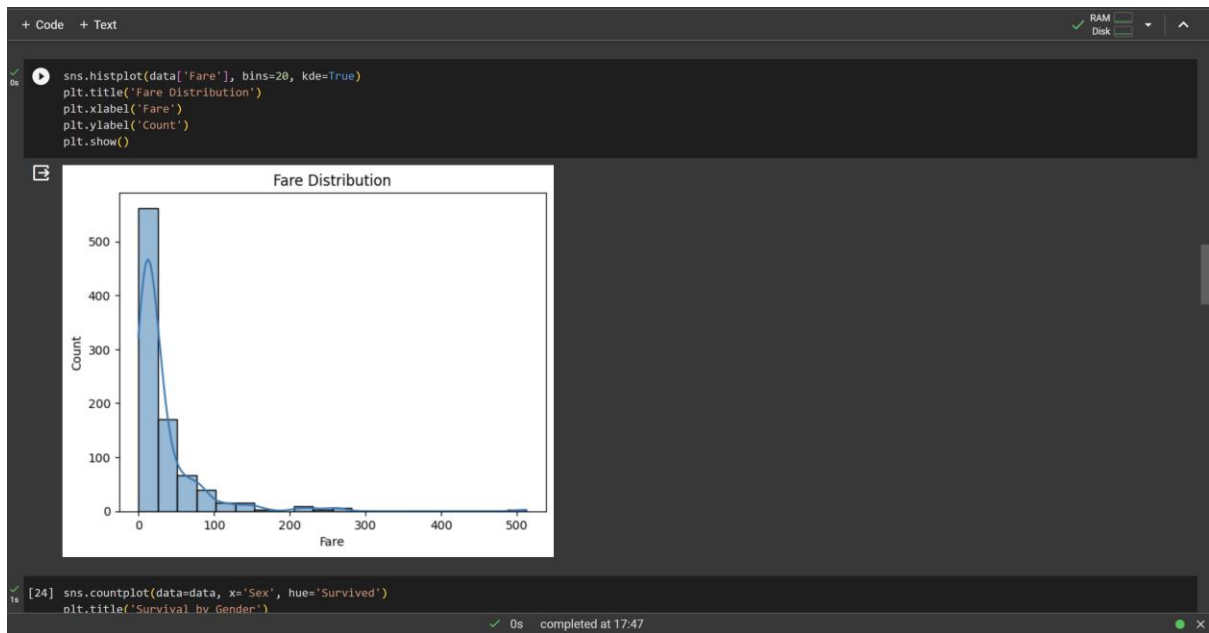 + Code + Text
RAM
Disk
0s
sns.histplot(data['Fare'], bins=20, kde=True)
plt.title('Fare Distribution')
plt.xlabel('Fare')
plt.ylabel('Count')
plt.show()
Fare Distribution
500
400
300
200
100
0
Count
0 100 200 300 400 500
Fare
1s
[24] sns.countplot(data=data, x='Sex', hue='Survived')
plt.title('Survival by Gender')
0s completed at 17:47